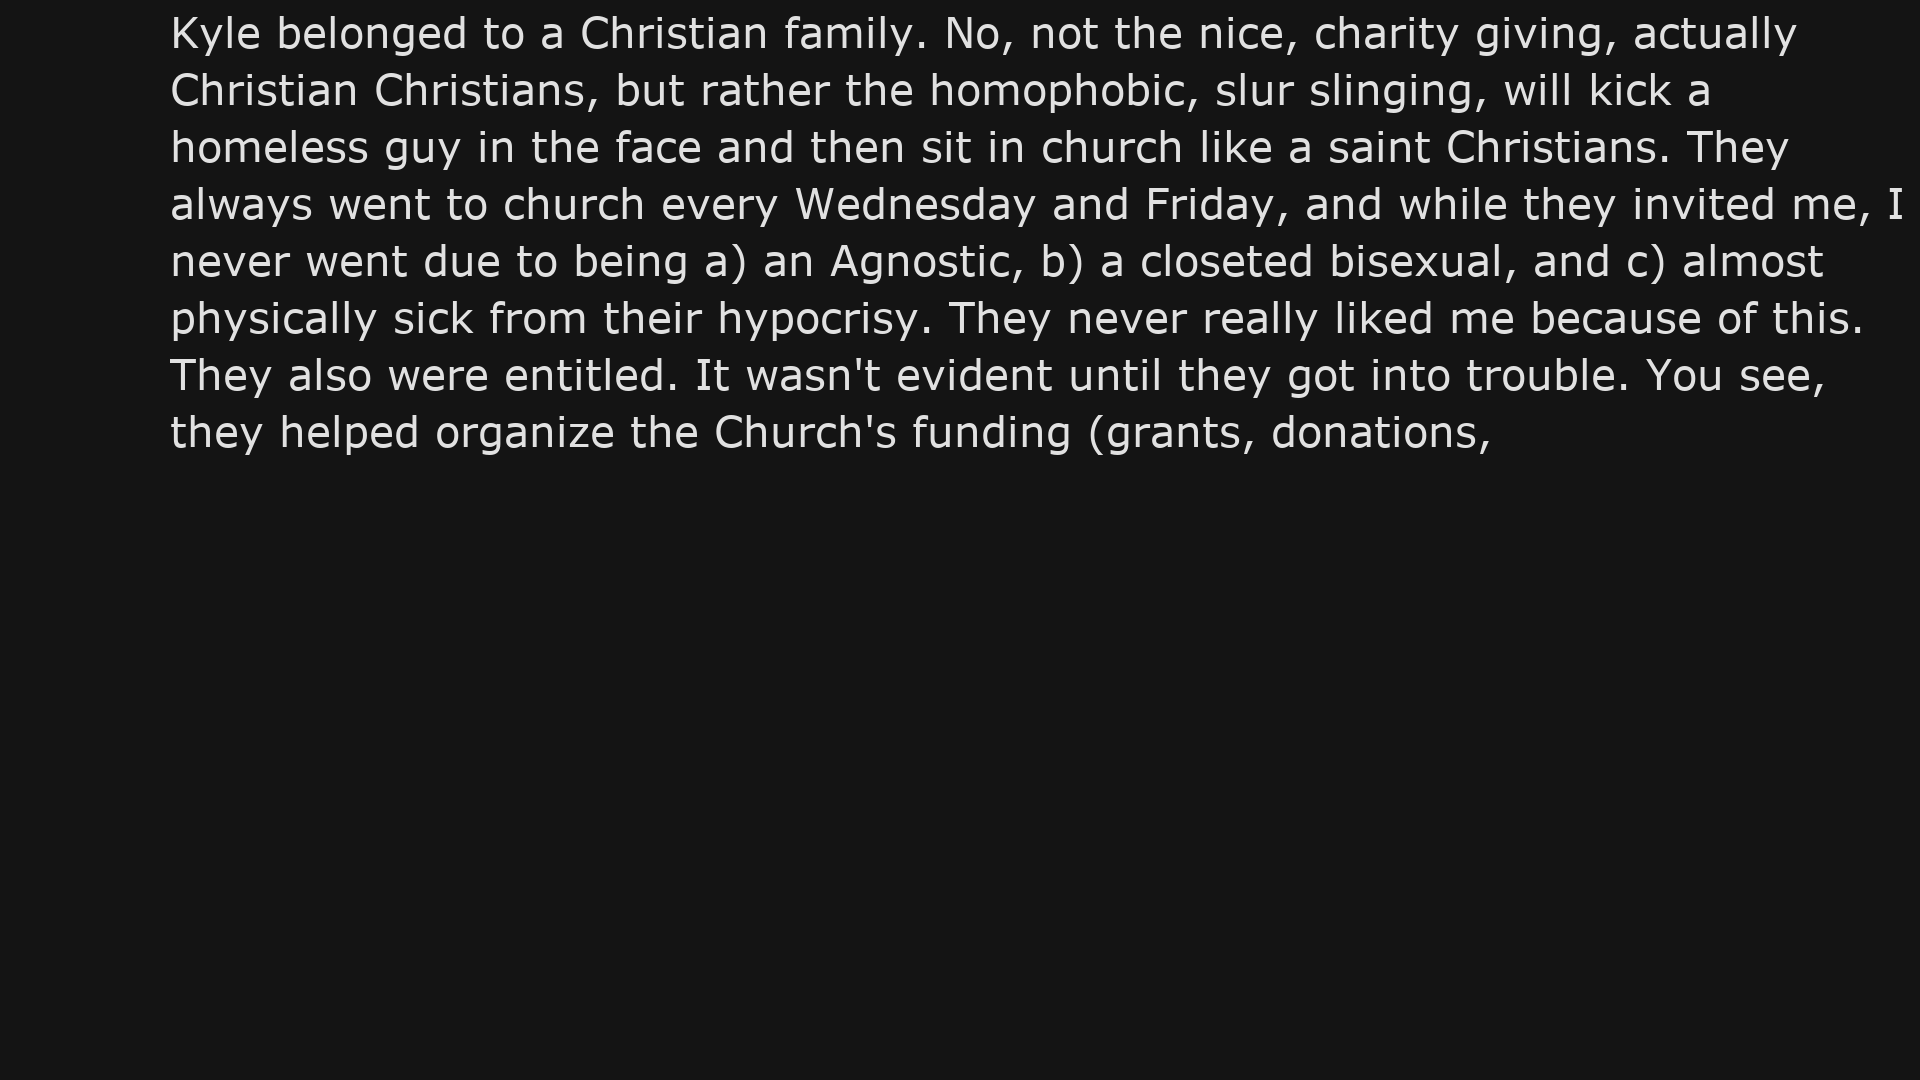 Kyle belonged to a Christian family. No, not the nice, charity giving, actually
Christian Christians, but rather the homophobic, slur slinging, will kick a
homeless guy in the face and then sit in church like a saint Christians. They
always went to church every Wednesday and Friday, and while they invited me, I
never went due to being a) an Agnostic, b) a closeted bisexual, and c) almost
physically sick from their hypocrisy. They never really liked me because of this.
They also were entitled. It wasn't evident until they got into trouble. You see,
they helped organize the Church's funding (grants, donations,